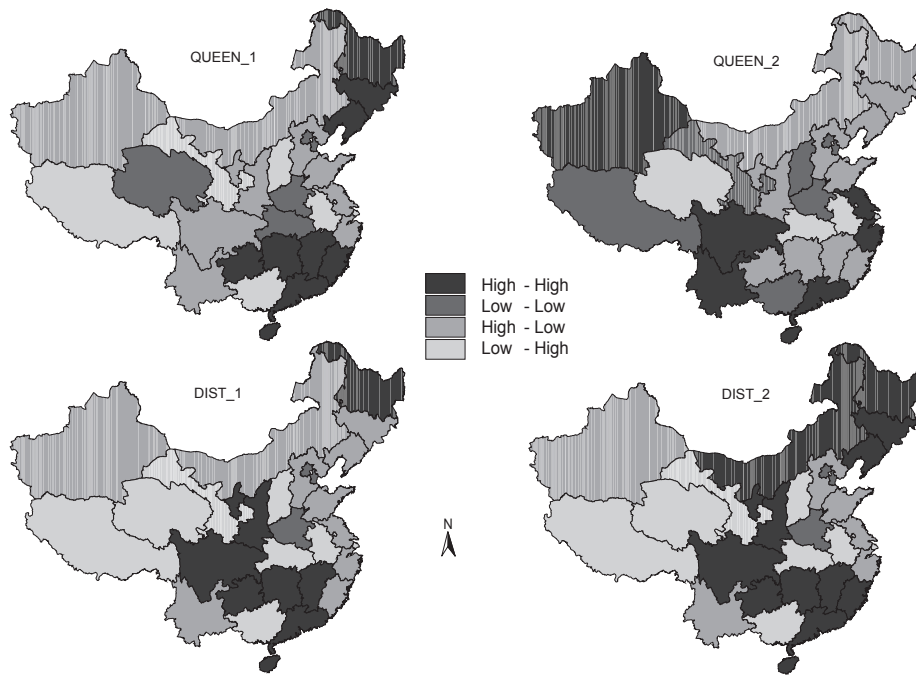 QUEEN_1
QUEEN_2
High - High
Low - Low
High - Low
Low - High
DIST_1
DIST_2
N